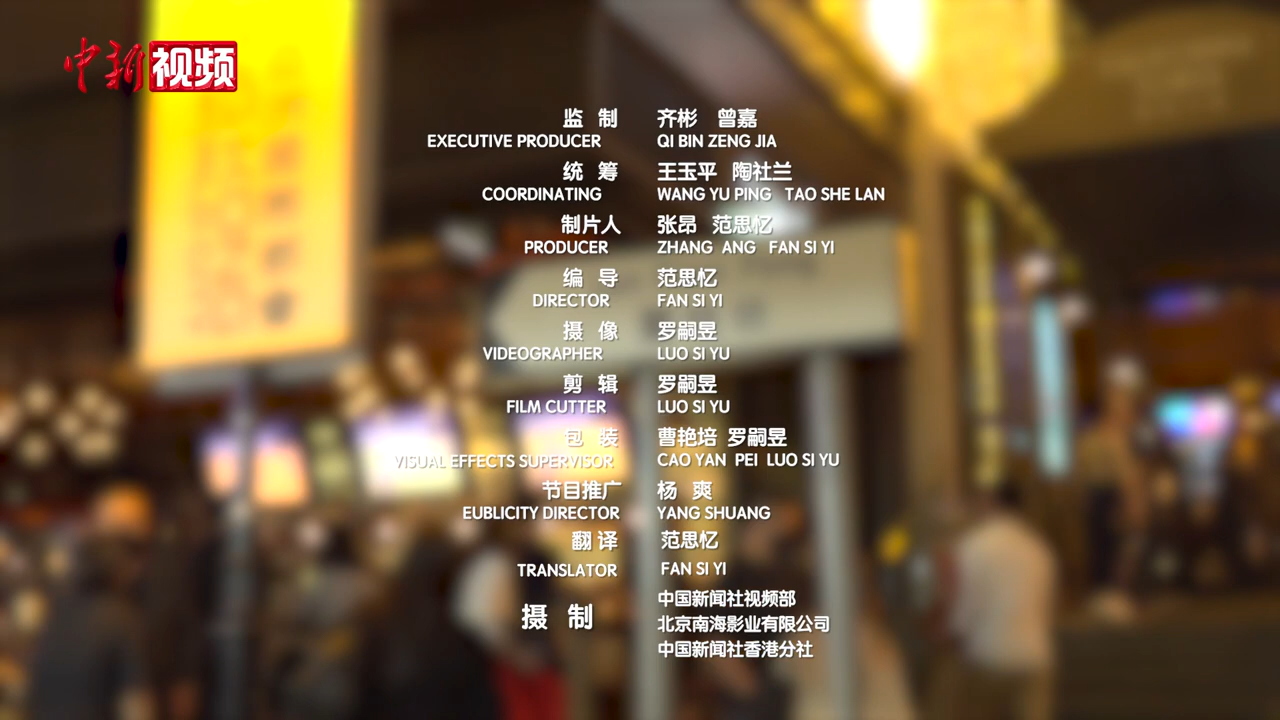 中新视频
监 制 齐彬 曾嘉
EXECUTIVE PRODUCER QI BIN ZENG JIA
统 筹 王玉平 陶社兰
COORDINATING WANG YU PING TAO SHE LAN
制片人 张昂 范思忆
PRODUCER ZHANG ANG FAN SI YI
编 导 范思忆
DIRECTOR FAN SI YI
摄 像 罗嗣昱
VIDEOGRAPHER LUO SI YU
剪 辑 罗嗣昱
FILM CUTTER LUO SI YU
包 装 曹艳培 罗嗣昱
VISUAL EFFECTS SUPERVISOR CAO YAN PEI LUO SI YU
节目推广 杨 爽
EUBLICITY DIRECTOR YANG SHUANG
翻 译 范思忆
TRANSLATOR FAN SI YI
摄 制 中国新闻社视频部
北京南海影业有限公司
中国新闻社香港分社